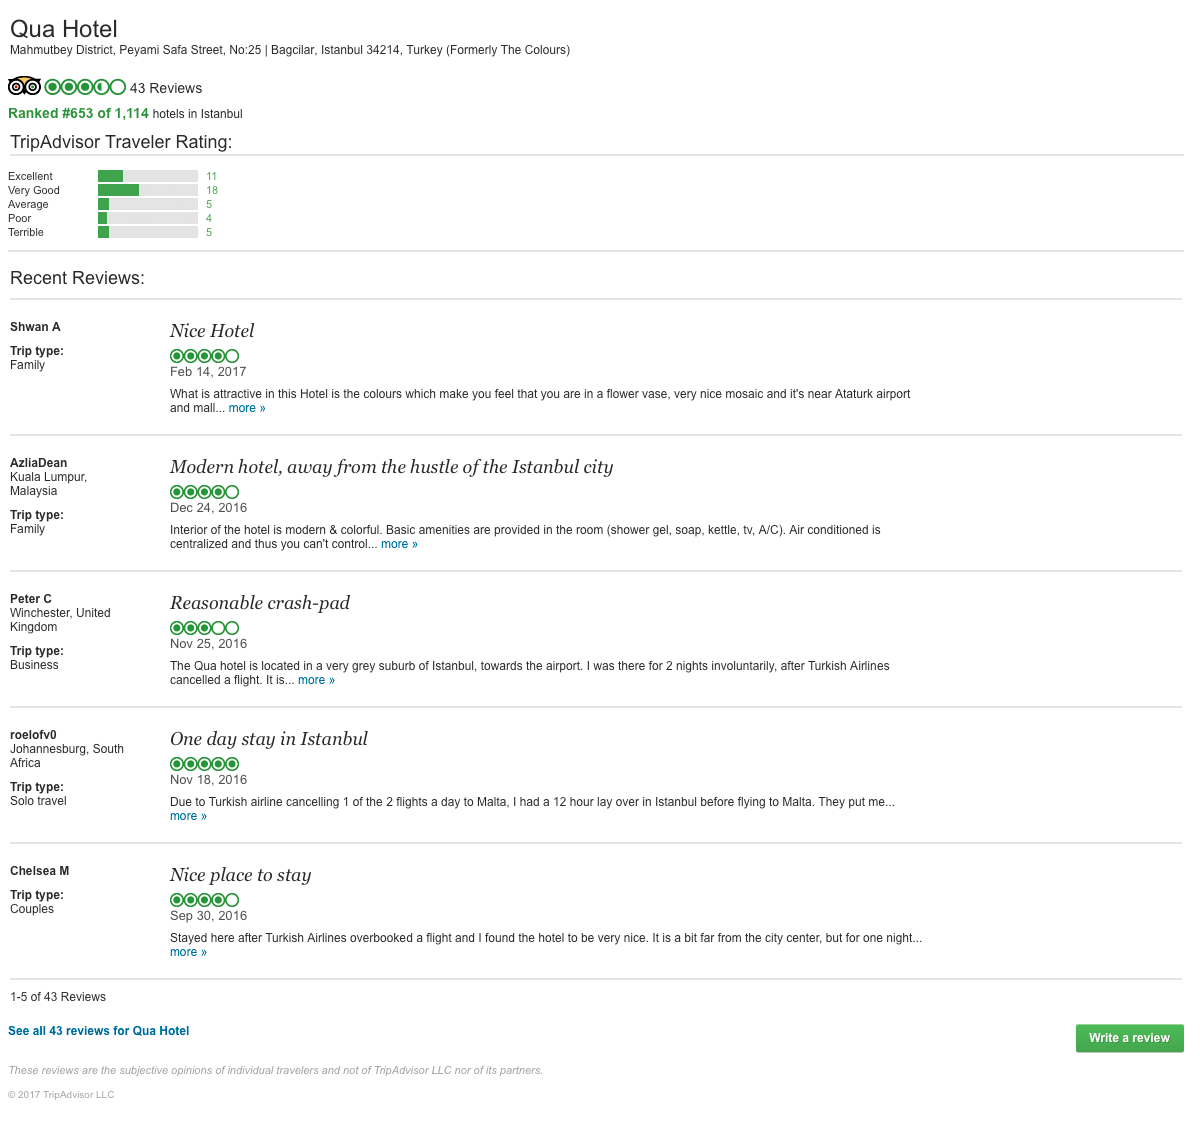 Qua Hotel
Mahmutbey District, Peyami Safa Street, No:25 | Bagcilar, Istanbul 34214, Turkey (Formerly The Colours)
43 Reviews
Ranked #653 of 1,114 hotels in Istanbul
TripAdvisor Traveler Rating:
Excellent 11
Very Good 18
Average 5
Poor 4
Terrible 5
Recent Reviews:
Shwan A
Trip type:
Family
Nice Hotel
Feb 14, 2017
What is attractive in this Hotel is the colours which make you feel that you are in a flower vase, very nice mosaic and it's near Ataturk airport
and mall... more »
AzliaDean
Kuala Lumpur,
Malaysia
Trip type:
Family
Modern hotel, away from the hustle of the Istanbul city
Dec 24, 2016
Interior of the hotel is modern & colorful. Basic amenities are provided in the room (shower gel, soap, kettle, tv, A/C). Air conditioned is
centralized and thus you can't control... more »
Peter C
Winchester, United
Kingdom
Trip type:
Business
Reasonable crash-pad
Nov 25, 2016
The Qua hotel is located in a very grey suburb of Istanbul, towards the airport. I was there for 2 nights involuntarily, after Turkish Airlines
cancelled a flight. It is... more »
roelofv0
Johannesburg, South
Africa
Trip type:
Solo travel
One day stay in Istanbul
Nov 18, 2016
Due to Turkish airline cancelling 1 of the 2 flights a day to Malta, I had a 12 hour lay over in Istanbul before flying to Malta. They put me...
more »
Chelsea M
Trip type:
Couples
Nice place to stay
Sep 30, 2016
Stayed here after Turkish Airlines overbooked a flight and I found the hotel to be very nice. It is a bit far from the city center, but for one night...
more »
1-5 of 43 Reviews
See all 43 reviews for Qua Hotel
Write a review
These reviews are the subjective opinions of individual travelers and not of TripAdvisor LLC nor of its partners.
© 2017 TripAdvisor LLC